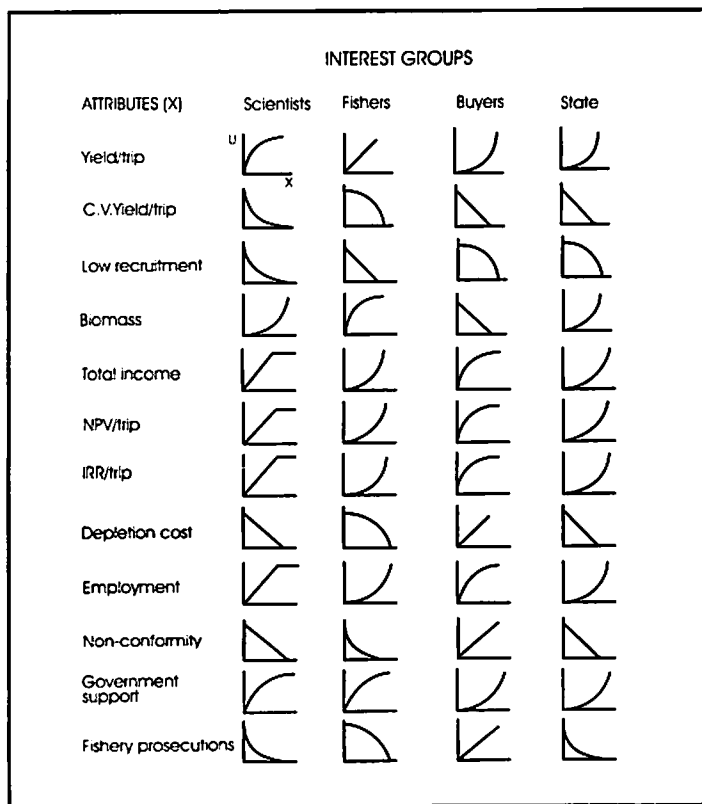 INTEREST GROUPS
ATTRIBUTES (X) Scientists Fishers Buyers State
Yield/trip U X
C.V.Yield/trip
Low recruitment
Biomass
Total income
NPV/trip
IRR/trip
Depletion cost
Employment
Non-conformity
Government
support
Fishery prosecutions